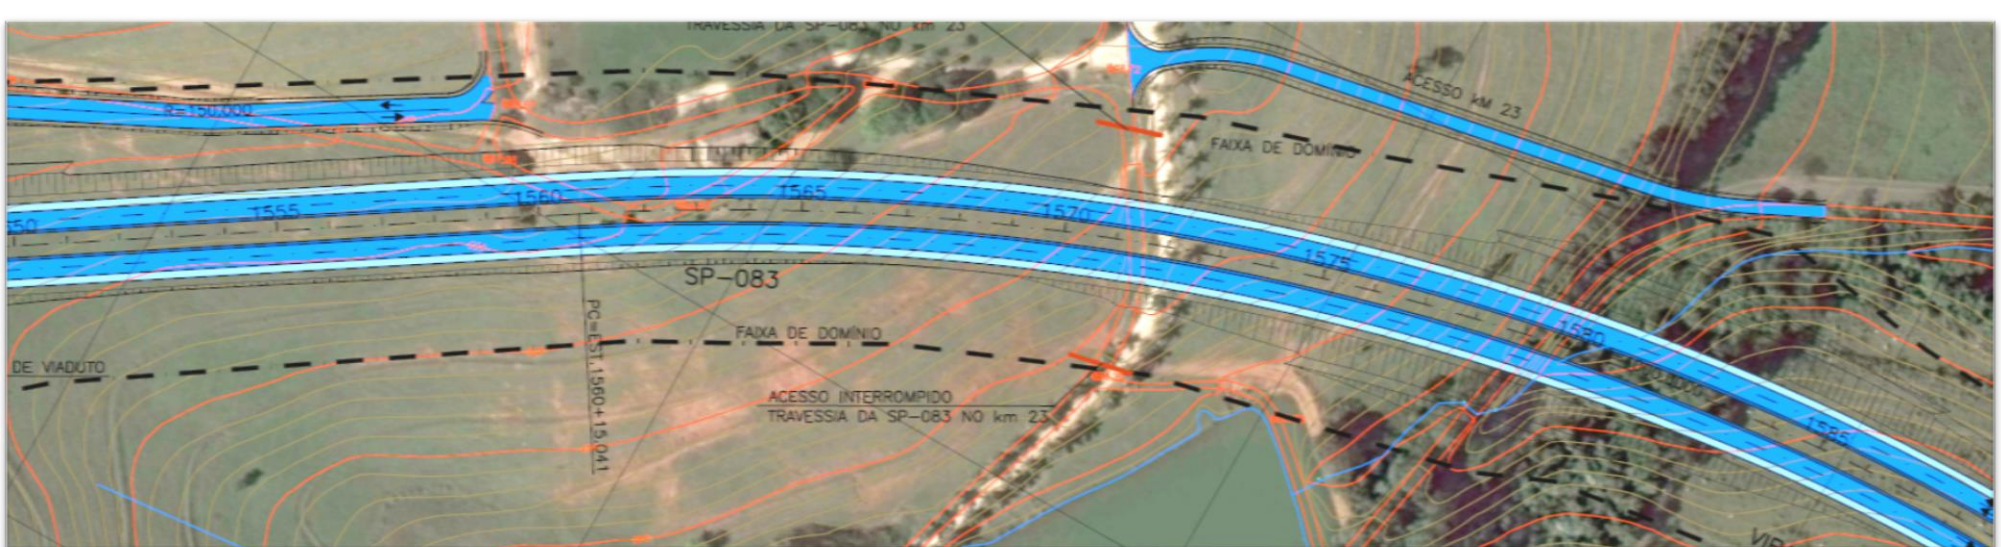 TRAVESSIA DA SP-083 NO km 23
R=150.000
ACESSO KM 23
FAIXA DE DOMÍNIO
1555
1560
1565
1570
1575
1580
1585
SP-083
PC=EST.1560+15.041
FAIXA DE DOMÍNIO
DE VIADUTO
ACESSO INTERROMPIDO
TRAVESSIA DA SP-083 NO km 23